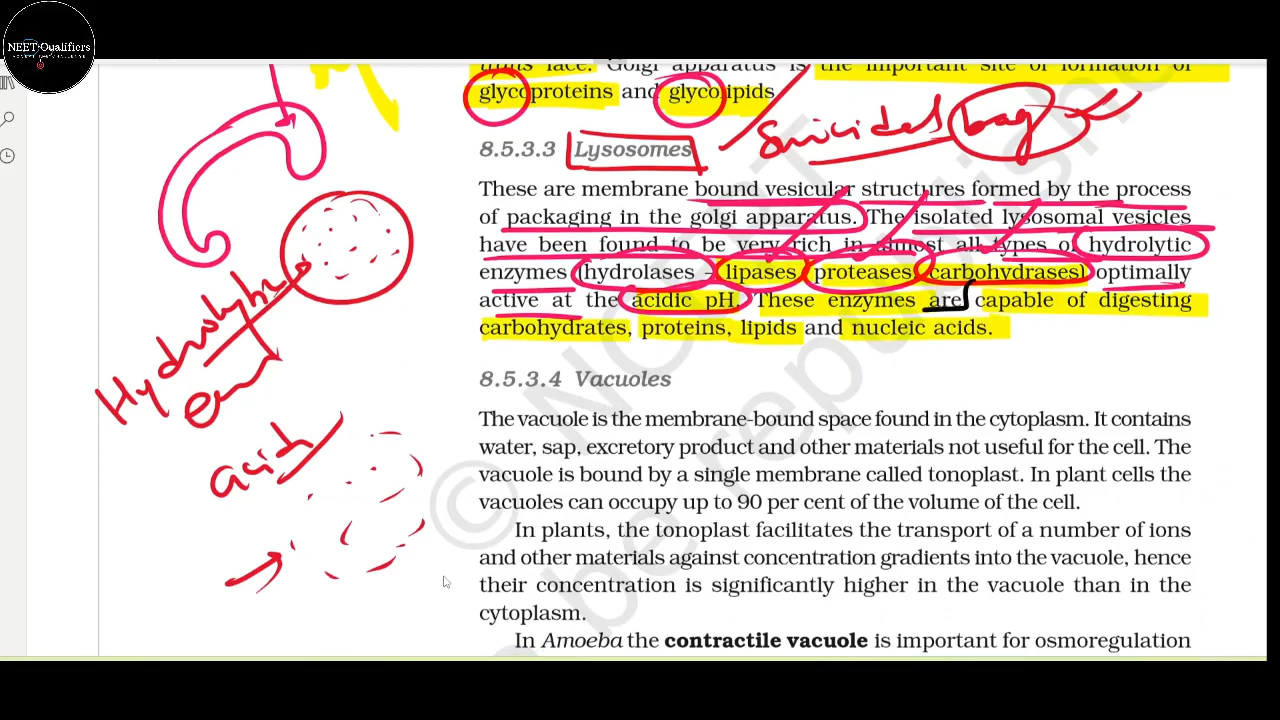 NEET Qualifiers
trans face. Golgi apparatus is the important site of formation of
glycoproteins and glycolipids.
Suicidal bag
8.5.3.3 Lysosomes
These are membrane bound vesicular structures formed by the process
of packaging in the golgi apparatus. The isolated lysosomal vesicles
have been found to be very rich in almost all types of hydrolytic
enzymes (hydrolases – lipases, proteases, carbohydrases) optimally
active at the acidic pH. These enzymes are capable of digesting
carbohydrates, proteins, lipids and nucleic acids.
Hydrolytic
acid
8.5.3.4 Vacuoles
The vacuole is the membrane-bound space found in the cytoplasm. It contains
water, sap, excretory product and other materials not useful for the cell. The
vacuole is bound by a single membrane called tonoplast. In plant cells the
vacuoles can occupy up to 90 per cent of the volume of the cell.
In plants, the tonoplast facilitates the transport of a number of ions
and other materials against concentration gradients into the vacuole, hence
their concentration is significantly higher in the vacuole than in the
cytoplasm.
In Amoeba the contractile vacuole is important for osmoregulation
© NCERT
be republished